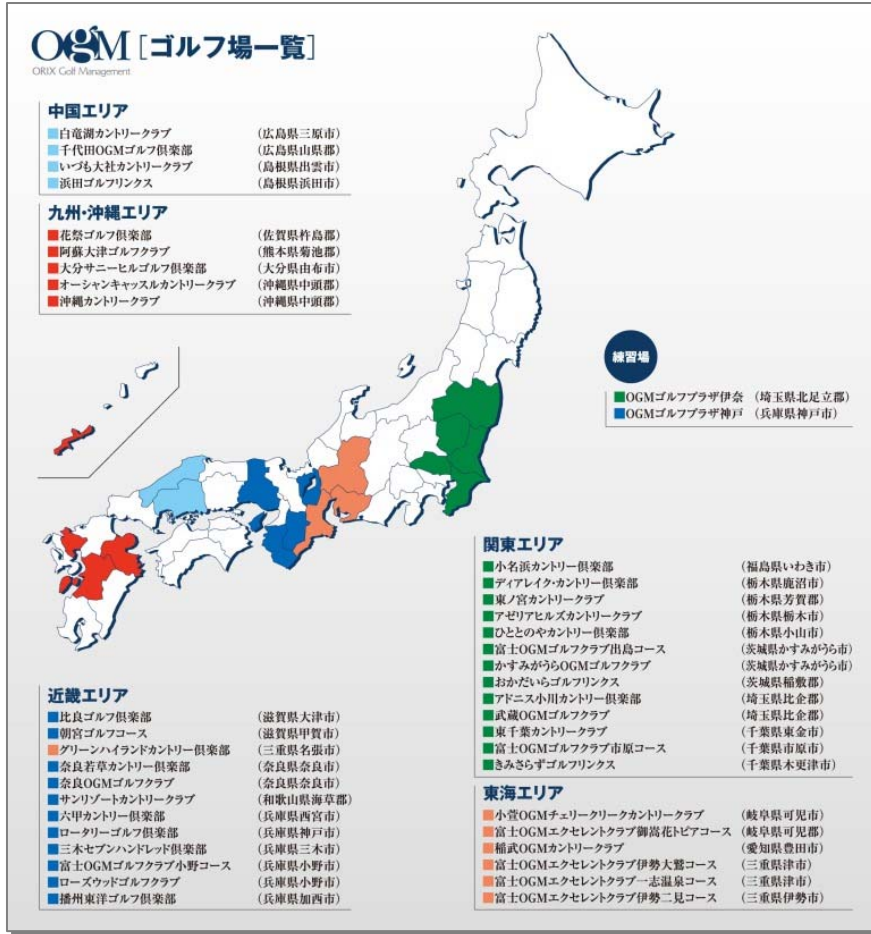 OGM [ゴルフ場一覧]
ORIX Golf Management
中国エリア
白竜湖カントリークラブ (広島県三原市)
千代田OGMゴルフ倶楽部 (広島県山県郡)
いづも大社カントリークラブ (島根県出雲市)
浜田ゴルフリンクス (島根県浜田市)
九州・沖縄エリア
花祭ゴルフ倶楽部 (佐賀県杵島郡)
阿蘇大津ゴルフクラブ (熊本県菊池郡)
大分サニーヒルゴルフ倶楽部 (大分県由布市)
オーシャンキャッスルカントリークラブ (沖縄県中頭郡)
沖縄カントリークラブ (沖縄県中頭郡)
練習場
OGMゴルフプラザ伊奈 (埼玉県北足立郡)
OGMゴルフプラザ神戸 (兵庫県神戸市)
関東エリア
小名浜カントリー倶楽部 (福島県いわき市)
ディアレイク・カントリー倶楽部 (栃木県鹿沼市)
東ノ宮カントリークラブ (栃木県芳賀郡)
アゼリアヒルズカントリークラブ (栃木県栃木市)
ひととのやカントリー倶楽部 (栃木県小山市)
富士OGMゴルフクラブ出島コース (茨城県かすみがうら市)
かすみがうらOGMゴルフクラブ (茨城県かすみがうら市)
おかだいらゴルフリンクス (茨城県稲敷郡)
アドニス小川カントリー倶楽部 (埼玉県比企郡)
武蔵OGMゴルフクラブ (埼玉県比企郡)
東千葉カントリークラブ (千葉県東金市)
富士OGMゴルフクラブ市原コース (千葉県市原市)
きみさらずゴルフリンクス (千葉県木更津市)
近畿エリア
比良ゴルフ倶楽部 (滋賀県大津市)
朝宮ゴルフコース (滋賀県甲賀市)
グリーンハイランドカントリー倶楽部 (三重県名張市)
奈良若草カントリー倶楽部 (奈良県奈良市)
奈良OGMゴルフクラブ (奈良県奈良市)
サンリゾートカントリークラブ (和歌山県海草郡)
六甲カントリー倶楽部 (兵庫県西宮市)
ロータリーゴルフ倶楽部 (兵庫県神戸市)
三木セブンハンドレッド倶楽部 (兵庫県三木市)
富士OGMゴルフクラブ小野コース (兵庫県小野市)
ローズウッドゴルフクラブ (兵庫県小野市)
播州東洋ゴルフ倶楽部 (兵庫県加西市)
東海エリア
小萱OGMチェリークリークカントリークラブ (岐阜県可児市)
富士OGMエクセレントクラブ御嵩花トピアコース (岐阜県可児郡)
稲武OGMカントリークラブ (愛知県豊田市)
富士OGMエクセレントクラブ伊勢大鷲コース (三重県津市)
富士OGMエクセレントクラブ一志温泉コース (三重県津市)
富士OGMエクセレントクラブ伊勢二見コース (三重県伊勢市)